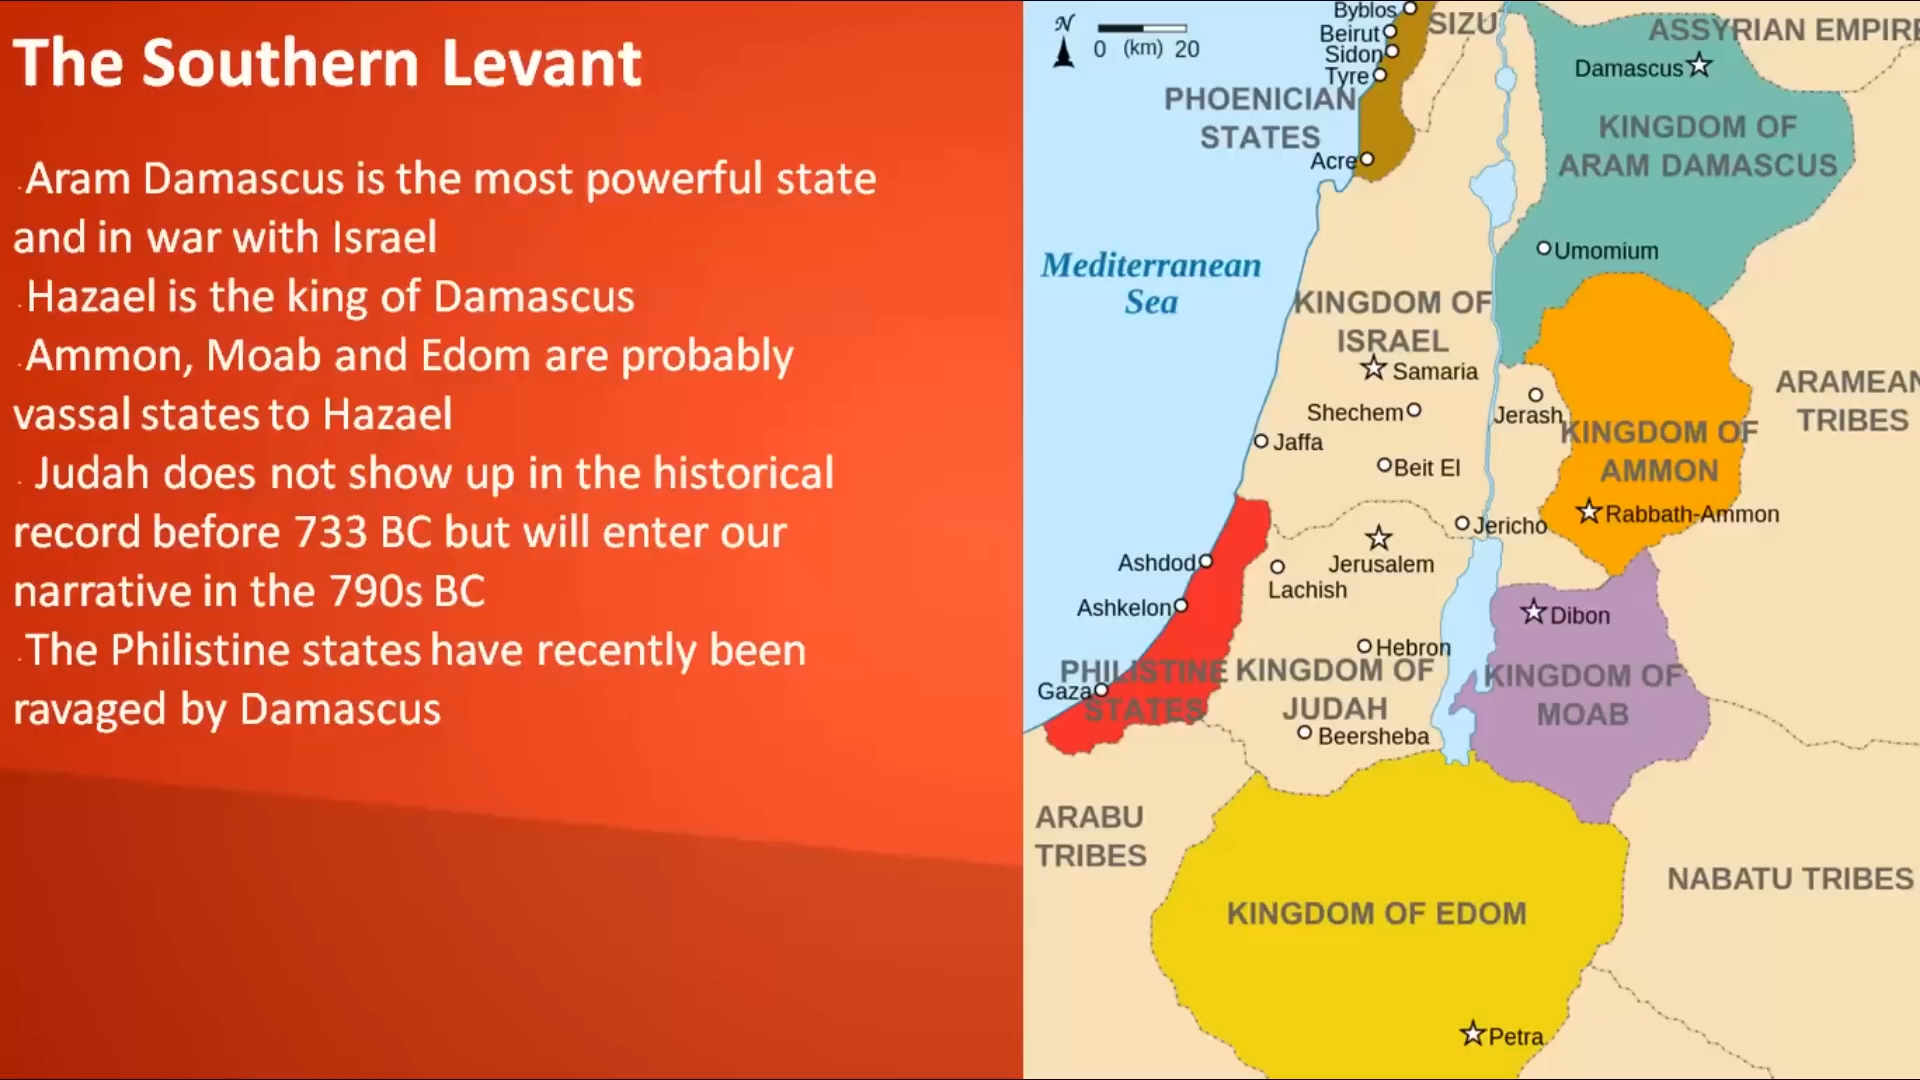 The Southern Levant
.Aram Damascus is the most powerful state
and in war with Israel
.Hazael is the king of Damascus
.Ammon, Moab and Edom are probably
vassal states to Hazael
. Judah does not show up in the historical
record before 733 BC but will enter our
narrative in the 790s BC
.The Philistine states have recently been
ravaged by Damascus
N
0 (km) 20
Byblos
Beirut
Sidon
Tyre
SIZU
ASSYRIAN EMPIRE
Damascus
PHOENICIAN
STATES
Acre
KINGDOM OF
ARAM DAMASCUS
Umomium
Mediterranean
Sea
KINGDOM OF
ISRAEL
Samaria
Shechem
Jaffa
Beit El
Jerash
KINGDOM OF
AMMON
Rabbath-Ammon
ARAMEAN
TRIBES
Jericho
Jerusalem
Ashdod
Lachish
Ashkelon
Dibon
Hebron
PHILISTINE
STATES
Gaza
KINGDOM OF
JUDAH
Beersheba
KINGDOM OF
MOAB
ARABU
TRIBES
NABATU TRIBES
KINGDOM OF EDOM
Petra